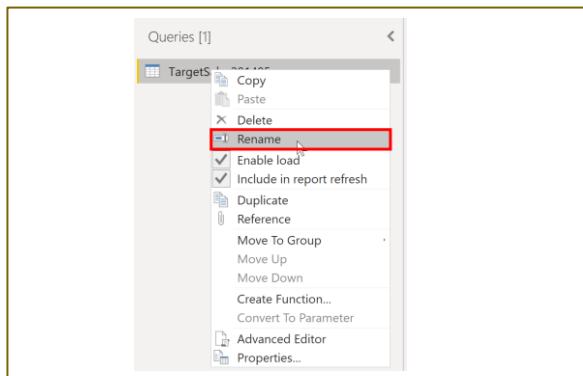 Queries [1]
Copy
Paste
Delete
Rename
Enable load
Include in report refresh
Duplicate
Reference
Move To Group
Move Up
Move Down
Create Function...
Convert To Parameter
Advanced Editor
Properties...